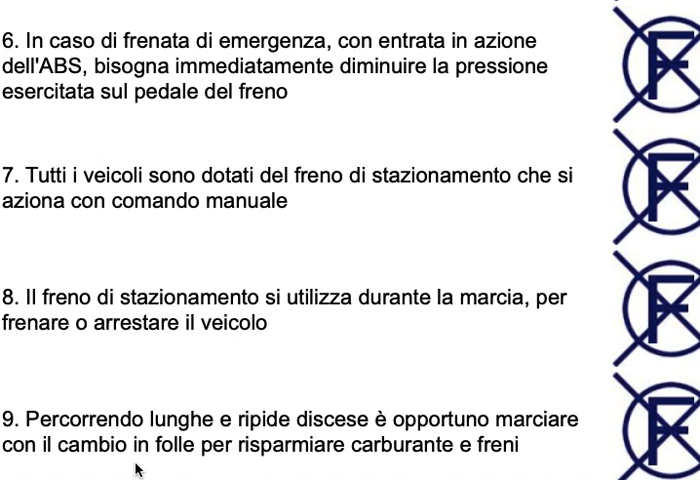 6. In caso di frenata di emergenza, con entrata in azione
dell'ABS, bisogna immediatamente diminuire la pressione
esercitata sul pedale del freno
F
7. Tutti i veicoli sono dotati del freno di stazionamento che si
aziona con comando manuale
F
8. Il freno di stazionamento si utilizza durante la marcia, per
frenare o arrestare il veicolo
F
9. Percorrendo lunghe e ripide discese è opportuno marciare
con il cambio in folle per risparmiare carburante e freni
F